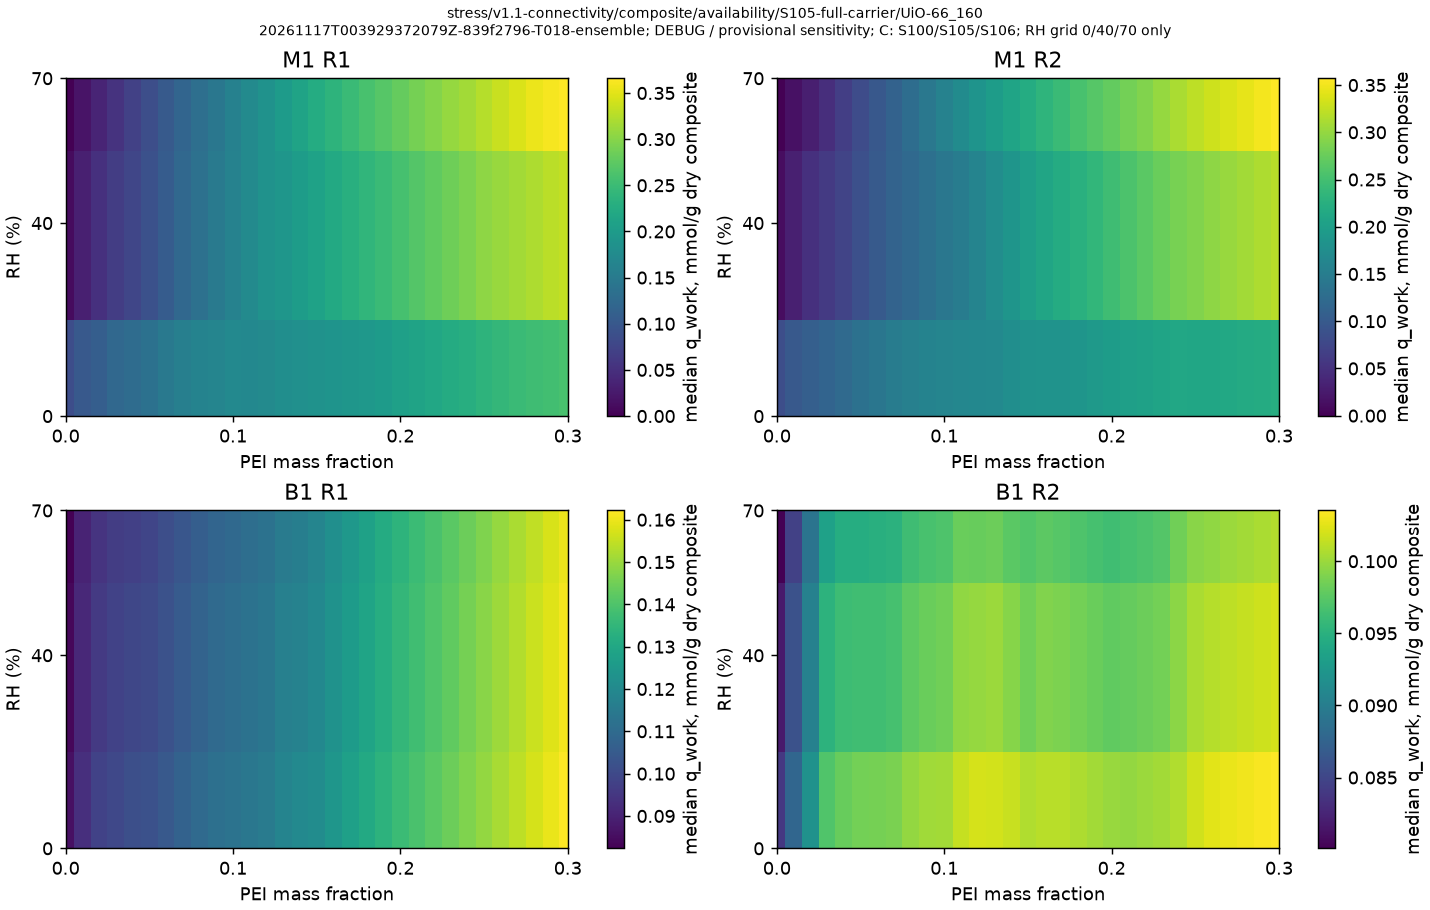 stress/v1.1-connectivity/composite/availability/S105-full-carrier/UiO-66_160
20261117T003929372079Z-839f2796-T018-ensemble; DEBUG / provisional sensitivity; C: S100/S105/S106; RH grid 0/40/70 only
M1 R1
70
40
0
RH (%)
0.0 0.1 0.2 0.3
PEI mass fraction
0.35
0.30
0.25
0.20
0.15
0.10
0.05
0.00
median q_work, mmol/g dry composite
M1 R2
70
40
0
RH (%)
0.0 0.1 0.2 0.3
PEI mass fraction
0.35
0.30
0.25
0.20
0.15
0.10
0.05
0.00
median q_work, mmol/g dry composite
B1 R1
70
40
0
RH (%)
0.0 0.1 0.2 0.3
PEI mass fraction
0.16
0.15
0.14
0.13
0.12
0.11
0.10
0.09
median q_work, mmol/g dry composite
B1 R2
70
40
0
RH (%)
0.0 0.1 0.2 0.3
PEI mass fraction
0.100
0.095
0.090
0.085
median q_work, mmol/g dry composite